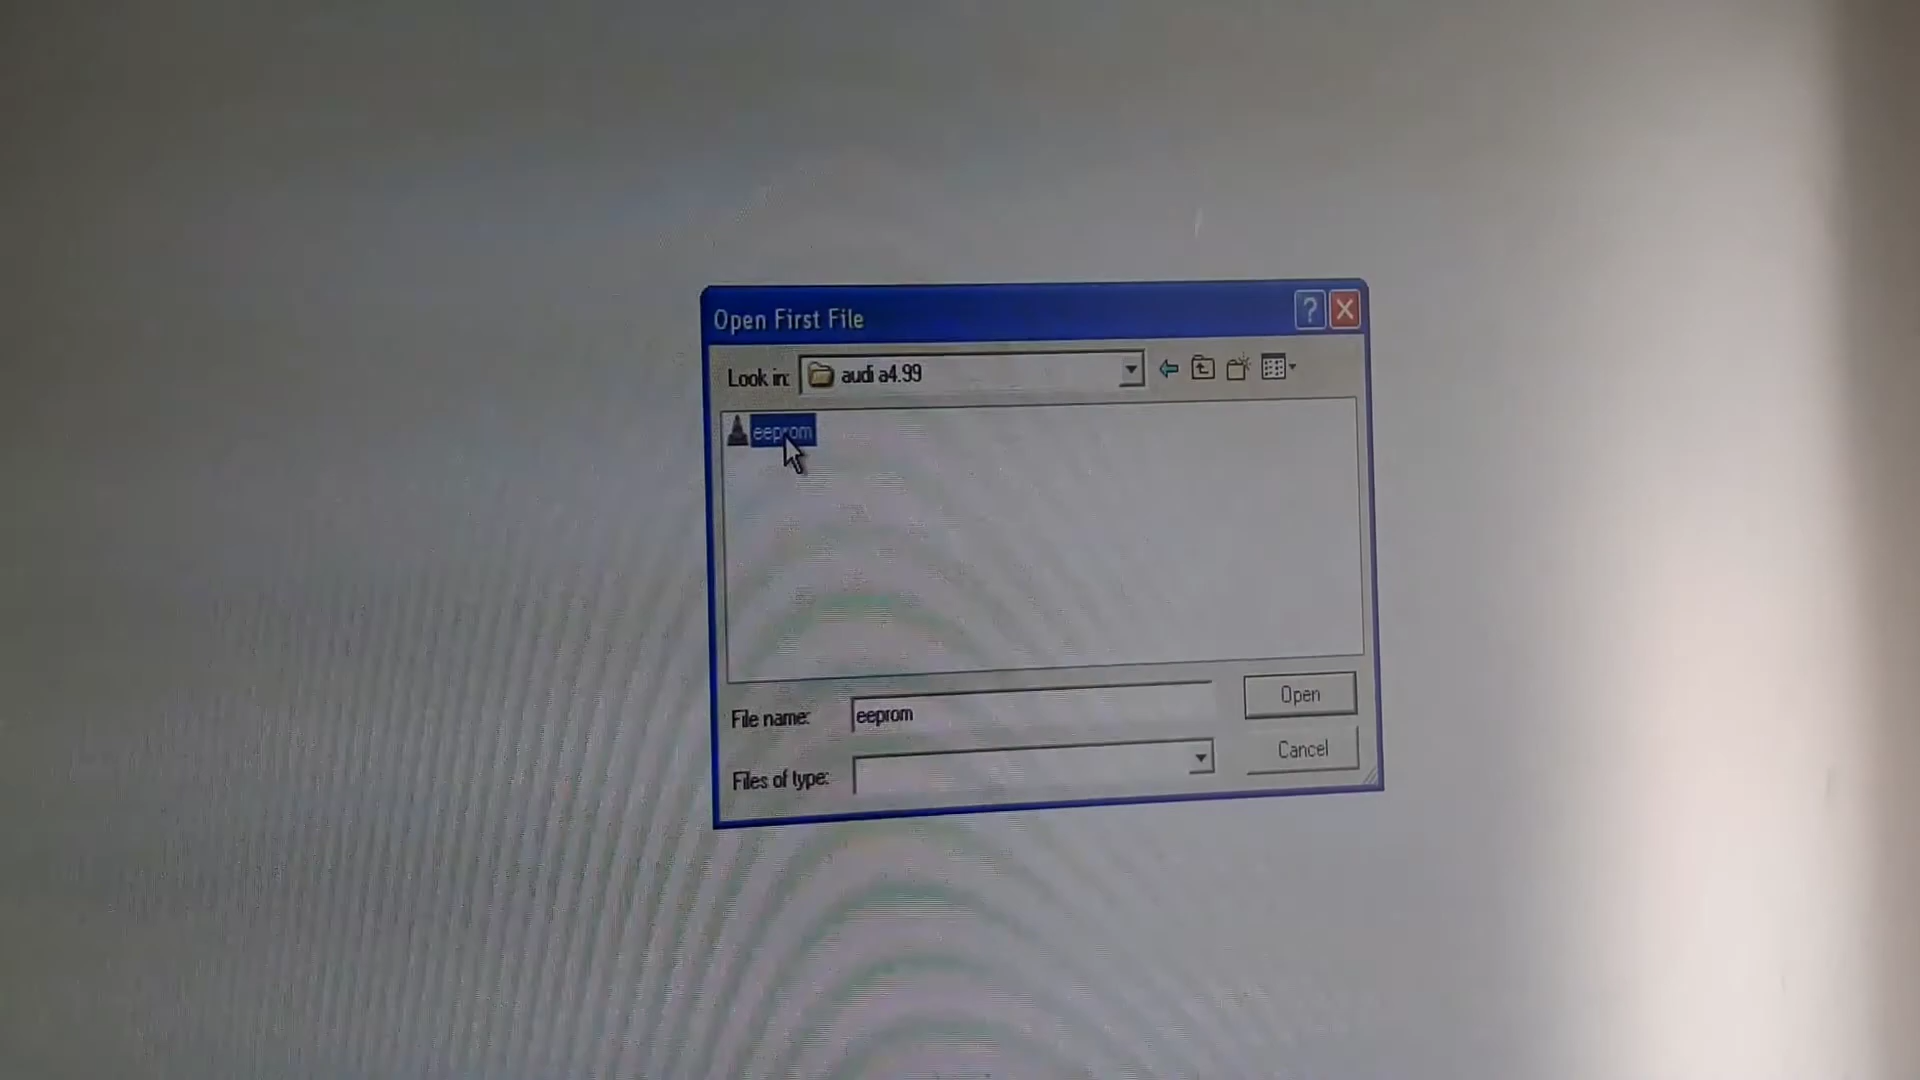 Open First File
Look in: audi a4.99
eeprom
File name: eeprom
Open
Files of type:
Cancel